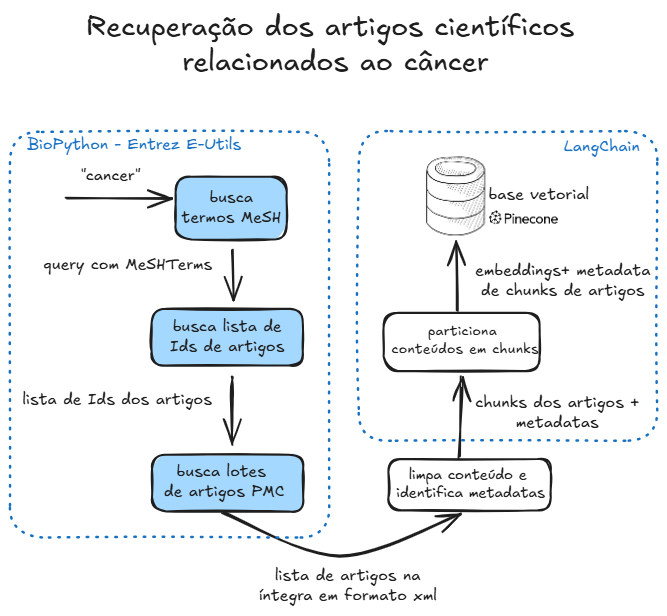 Recuperação dos artigos científicos
relacionados ao câncer
BioPython - Entrez E-Utils
"cancer"
busca
termos MeSH
query com MeSHTerms
busca lista de
Ids de artigos
lista de Ids dos artigos
busca lotes
de artigos PMC
lista de artigos na
íntegra em formato xml
limpa conteúdo e
identifica metadatas
chunks dos artigos +
metadatas
LangChain
particiona
conteúdos em chunks
embeddings+ metadata
de chunks de artigos
base vetorial
Pinecone